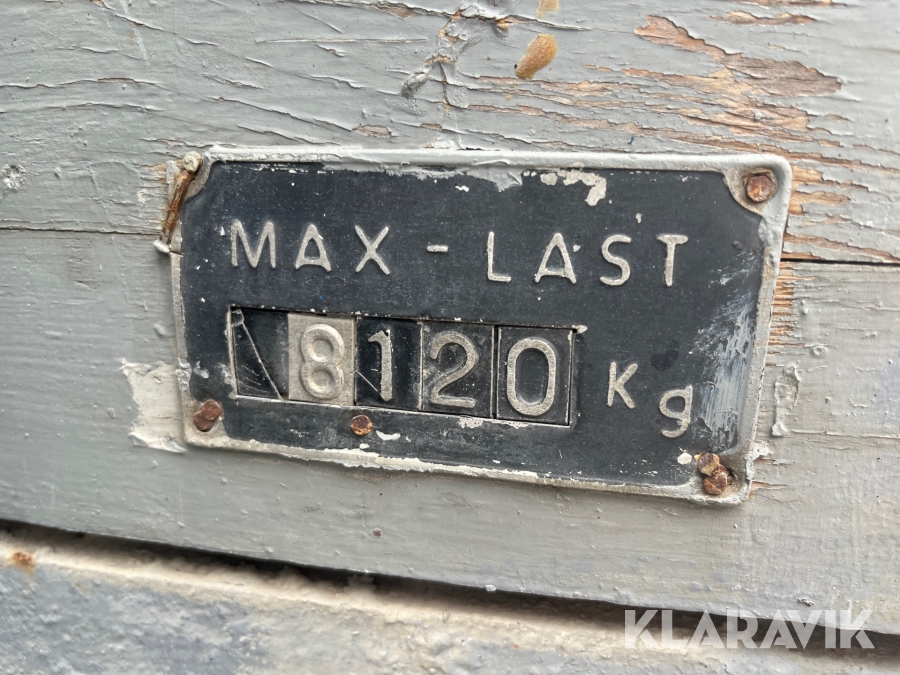 MAX - LAST
8120 Kg
KLARAVIK